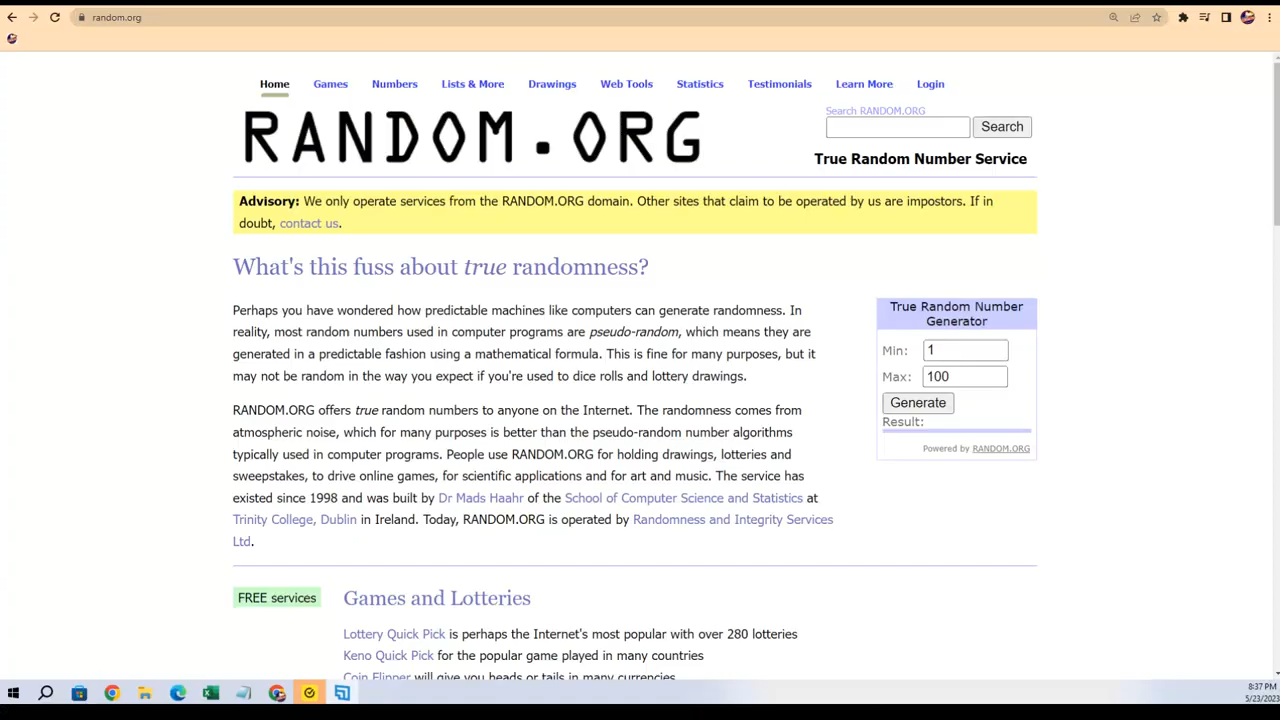 random.org
Home Games Numbers Lists & More Drawings Web Tools Statistics Testimonials Learn More Login
RANDOM.ORG
Search RANDOM.ORG
Search
True Random Number Service
Advisory: We only operate services from the RANDOM.ORG domain. Other sites that claim to be operated by us are impostors. If in
doubt, contact us.
What's this fuss about true randomness?
Perhaps you have wondered how predictable machines like computers can generate randomness. In
reality, most random numbers used in computer programs are pseudo-random, which means they are
generated in a predictable fashion using a mathematical formula. This is fine for many purposes, but it
may not be random in the way you expect if you're used to dice rolls and lottery drawings.
RANDOM.ORG offers true random numbers to anyone on the Internet. The randomness comes from
atmospheric noise, which for many purposes is better than the pseudo-random number algorithms
typically used in computer programs. People use RANDOM.ORG for holding drawings, lotteries and
sweepstakes, to drive online games, for scientific applications and for art and music. The service has
existed since 1998 and was built by Dr Mads Haahr of the School of Computer Science and Statistics at
Trinity College, Dublin in Ireland. Today, RANDOM.ORG is operated by Randomness and Integrity Services
Ltd.
True Random Number
Generator
Min: 1
Max: 100
Generate
Result:
Powered by RANDOM.ORG
FREE services
Games and Lotteries
Lottery Quick Pick is perhaps the Internet's most popular with over 280 lotteries
Keno Quick Pick for the popular game played in many countries
Coin Flipper will give you heads or tails in many currencies
8:37 PM
5/23/2023